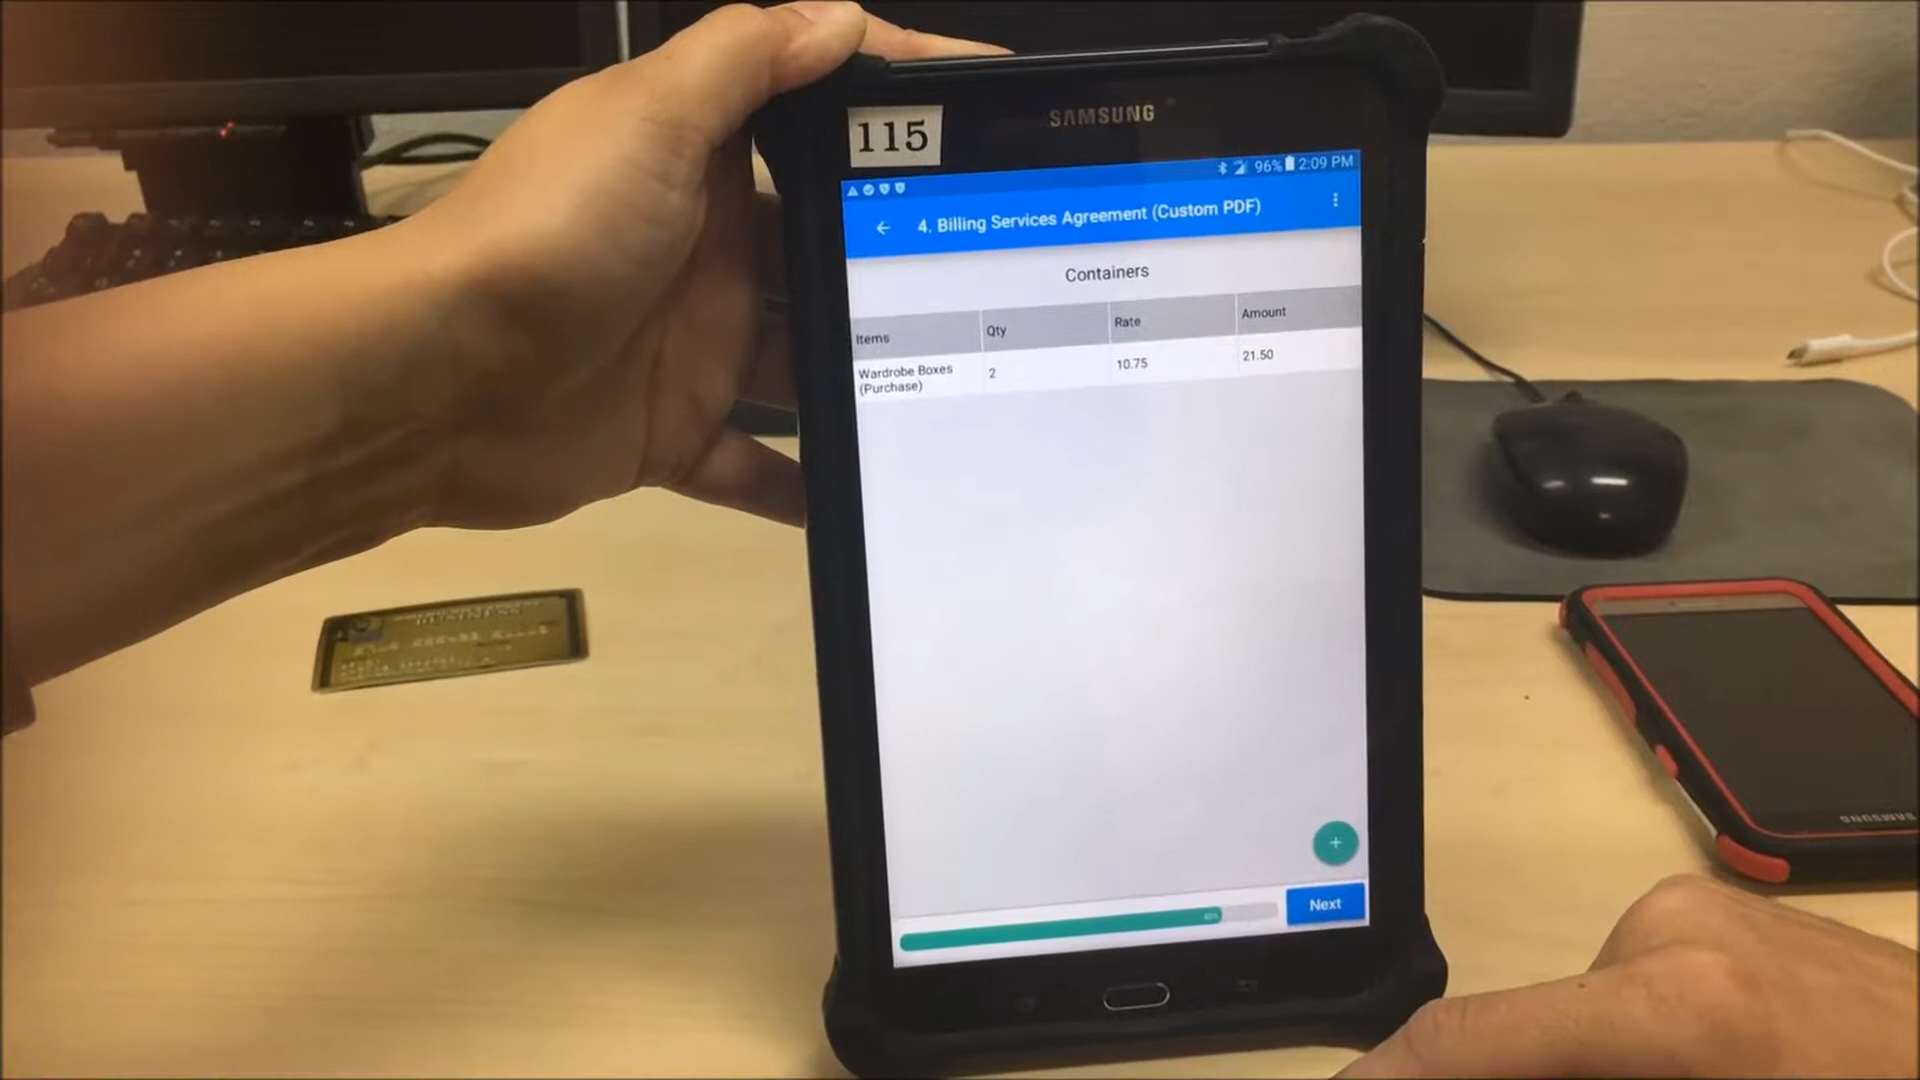 115
SAMSUNG
96% 2:09 PM
4. Billing Services Agreement (Custom PDF)
Containers
Items Qty Rate Amount
Wardrobe Boxes 2 10.75 21.50
(Purchase)
Next
SAMSUNG